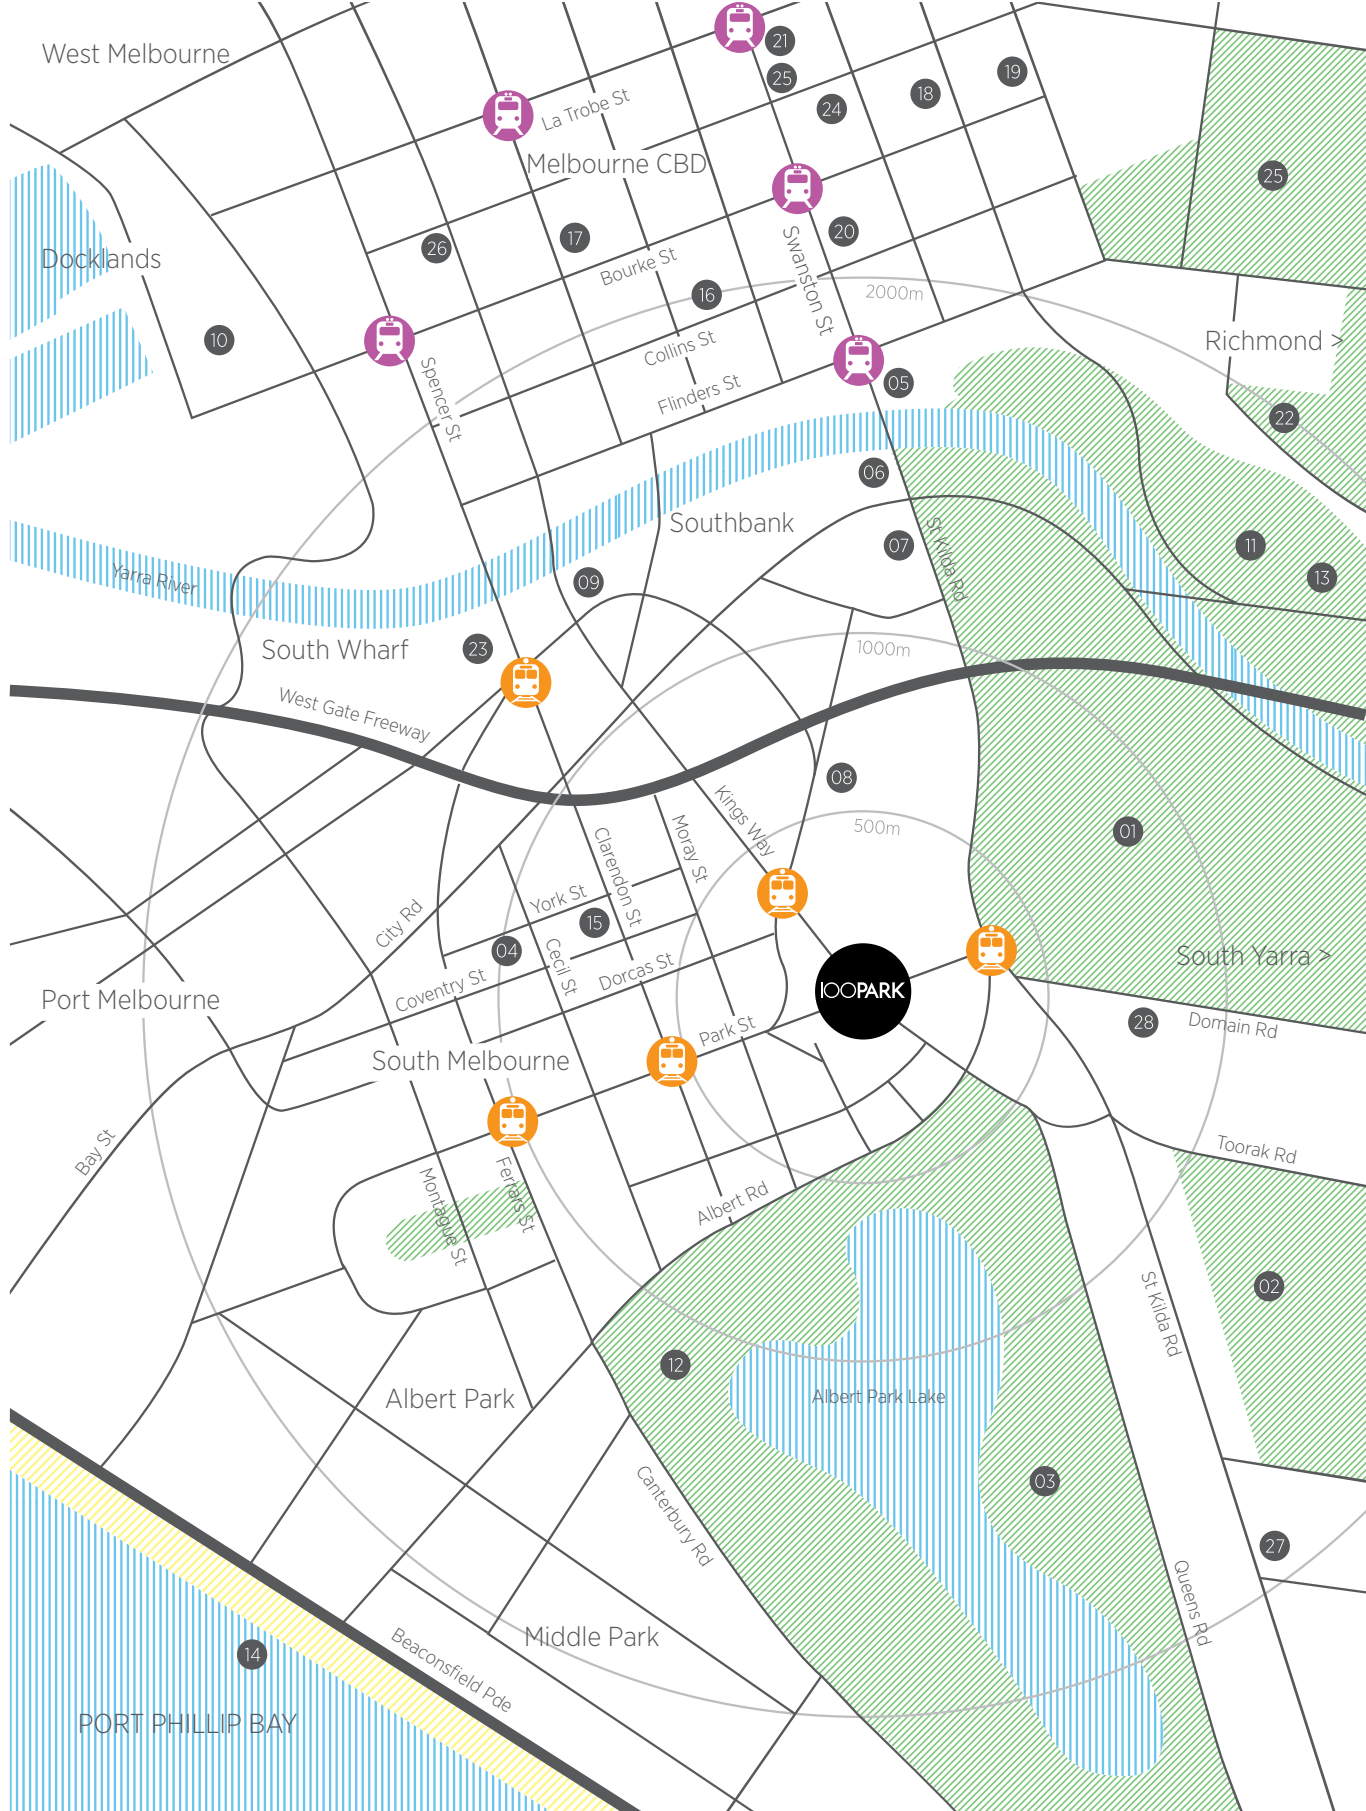 21
West Melbourne
19
25
18
La Trobe St
24
Melbourne CBD
25
20
17
26
Docklands
Bourke St
Swanston St
16
2000m
10
Richmond >
Collins St
Spencer St
05
Flinders St
22
06
Southbank
07
11
St Kilda Rd
Yarra River
09
13
23
South Wharf
1000m
West Gate Freeway
08
Kings Way
500m
01
Moray St
Clarendon St
York St
15
City Rd
04
South Yarra >
Cecil St
Dorcas St
Coventry St
100PARK
Port Melbourne
28
Domain Rd
Park St
South Melbourne
Bay St
Toorak Rd
Ferrars St
Montague St
Albert Rd
02
St Kilda Rd
12
Albert Park
Albert Park Lake
03
Canterbury Rd
27
Queens Rd
Middle Park
14
Beaconsfield Pde
PORT PHILLIP BAY